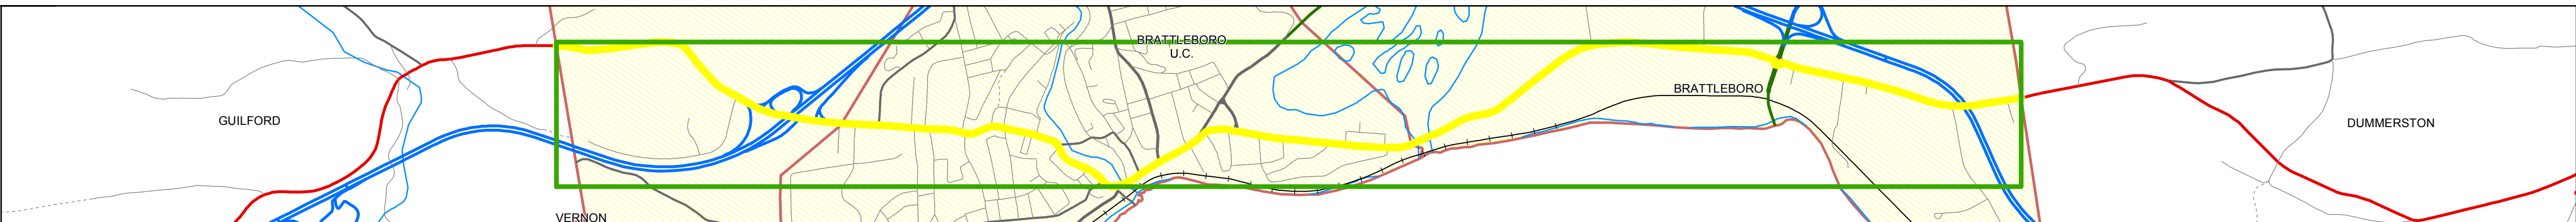 BRATTLEBORO
U.C.
BRATTLEBORO
GUILFORD
DUMMERSTON
VERNON